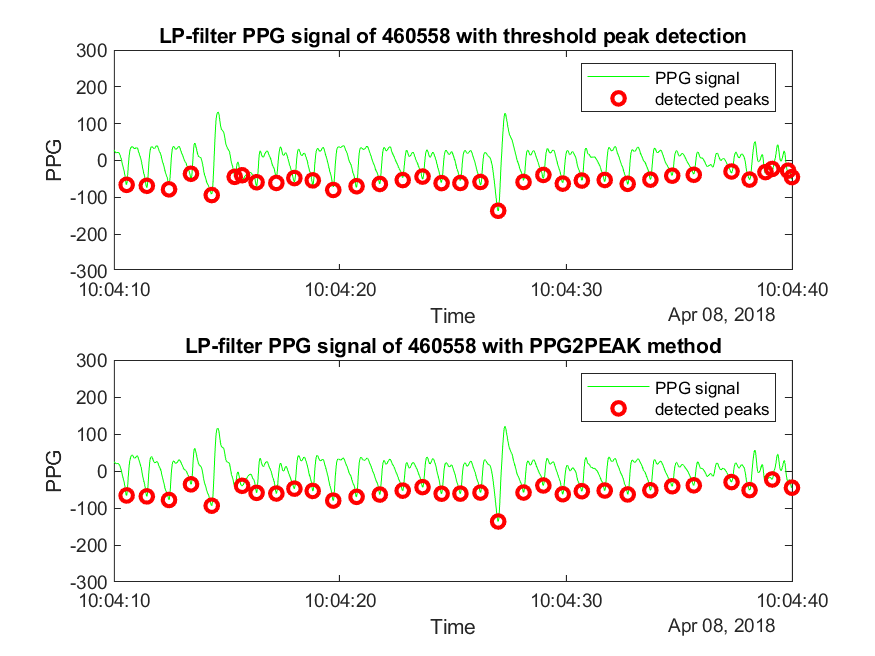 LP-filter PPG signal of 460558 with threshold peak detection
300
200
100
0
-100
-200
-300
PPG
PPG signal
detected peaks
10:04:10 10:04:20 10:04:30 10:04:40
Time
Apr 08, 2018
LP-filter PPG signal of 460558 with PPG2PEAK method
300
200
100
0
-100
-200
-300
PPG
PPG signal
detected peaks
10:04:10 10:04:20 10:04:30 10:04:40
Time
Apr 08, 2018